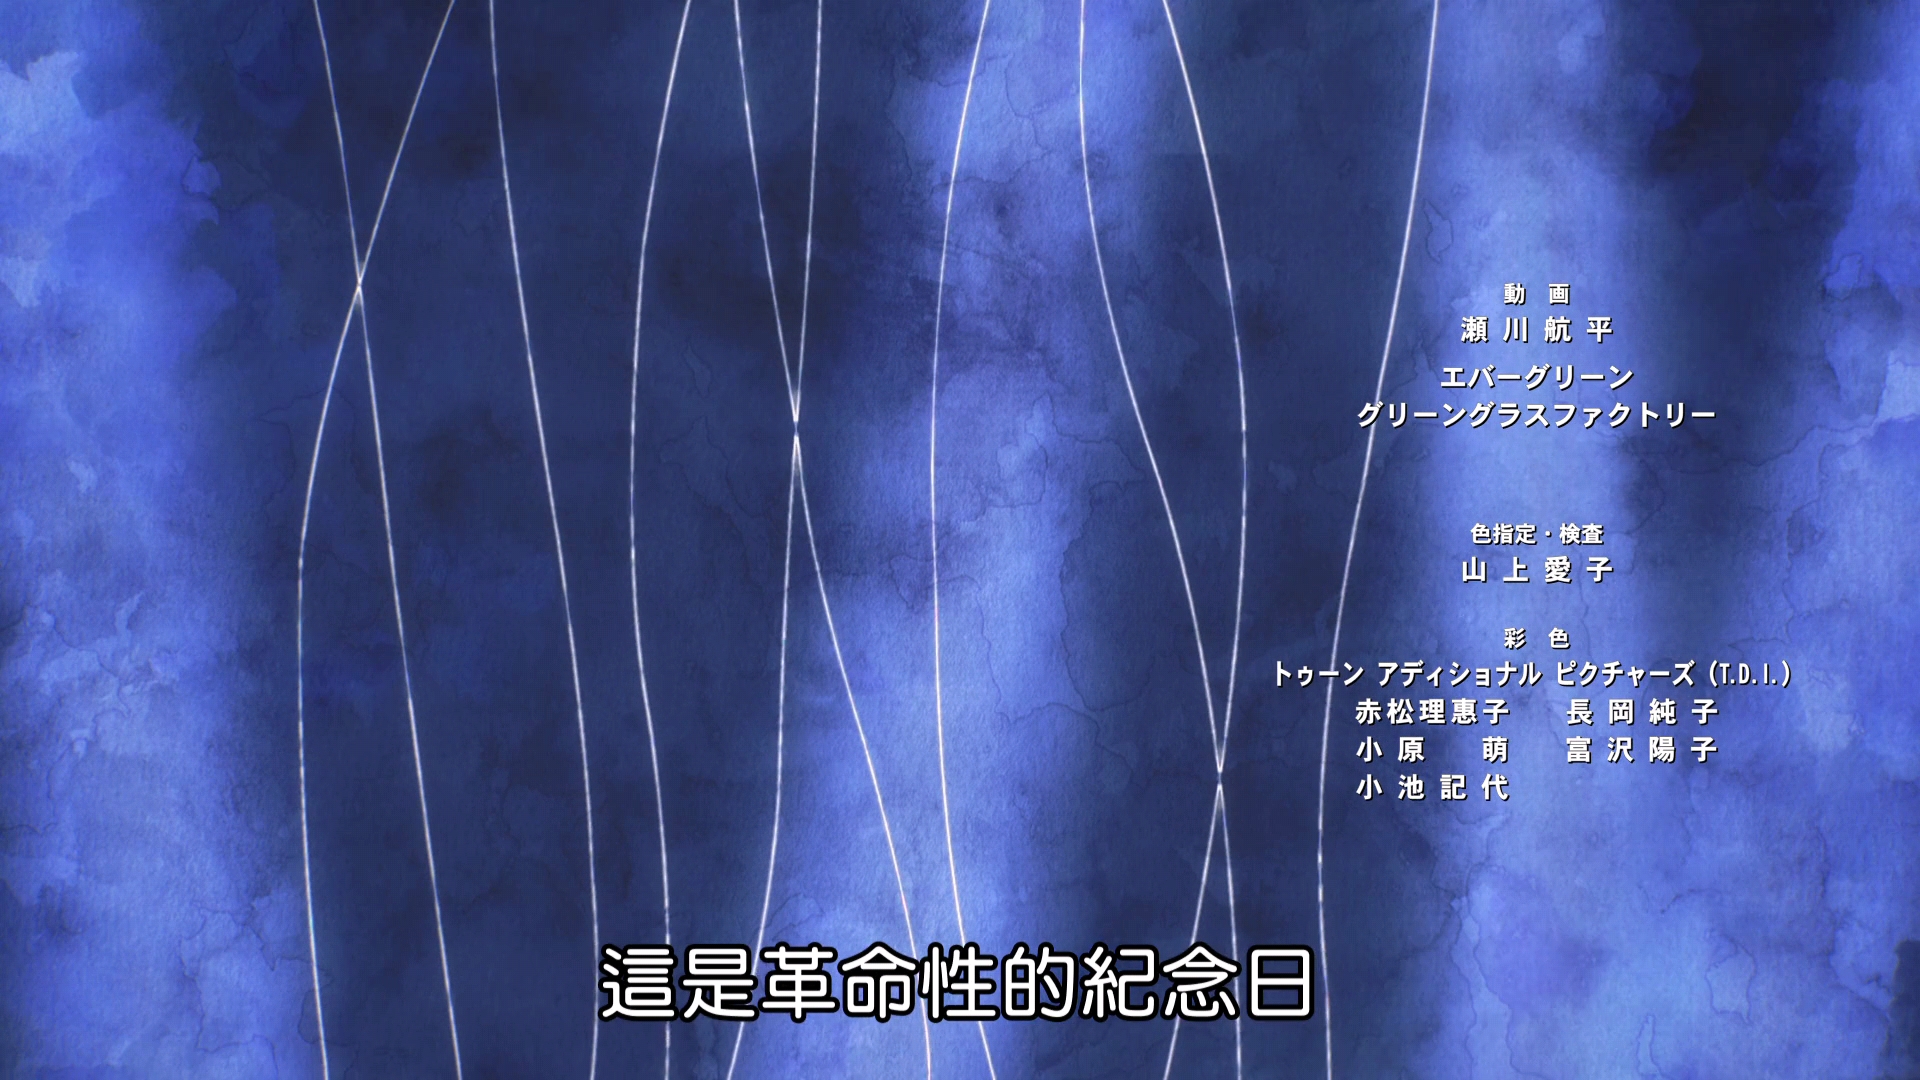 動 画
瀬川航平
エバーグリーン
グリーングラスファクトリー
色指定・検査
山上愛子
彩 色
トゥーン アディショナル ピクチャーズ (T.D.I.)
赤松理恵子 長岡純子
小原 萌 富沢陽子
小池記代
這是革命性的紀念日